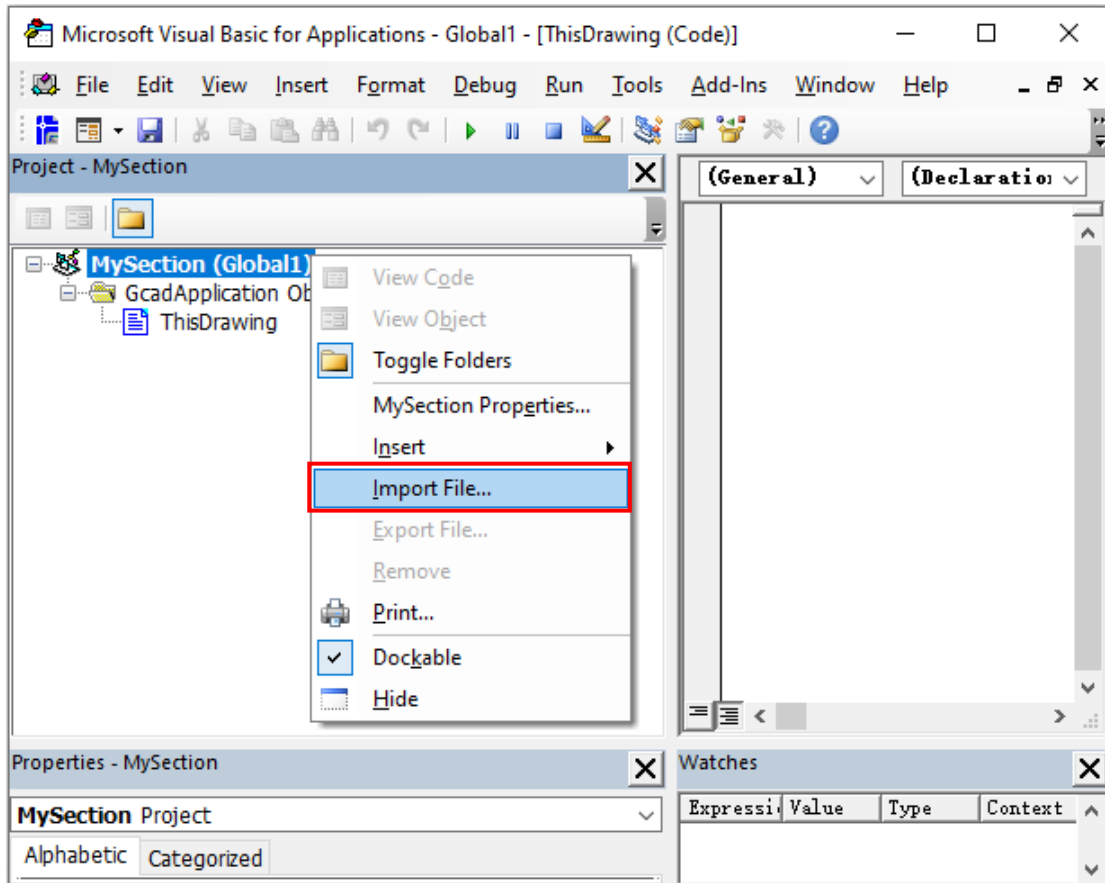 Microsoft Visual Basic for Applications - Global1 - [ThisDrawing (Code)]
File Edit View Insert Format Debug Run Tools Add-Ins Window Help
Project - MySection
(General) (Declaratio
MySection (Global1)
GcadApplication Ob
ThisDrawing
View Code
View Object
Toggle Folders
MySection Properties...
Insert
Import File...
Export File...
Remove
Print...
Dockable
Hide
Properties - MySection
MySection Project
Alphabetic Categorized
Watches
Expressi Value Type Context